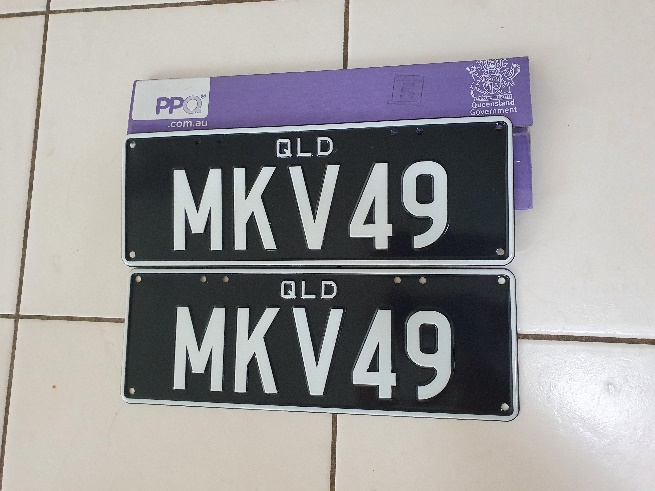 PPQ
.com.au
Queensland
Government
QLD
MKV49
QLD
MKV49